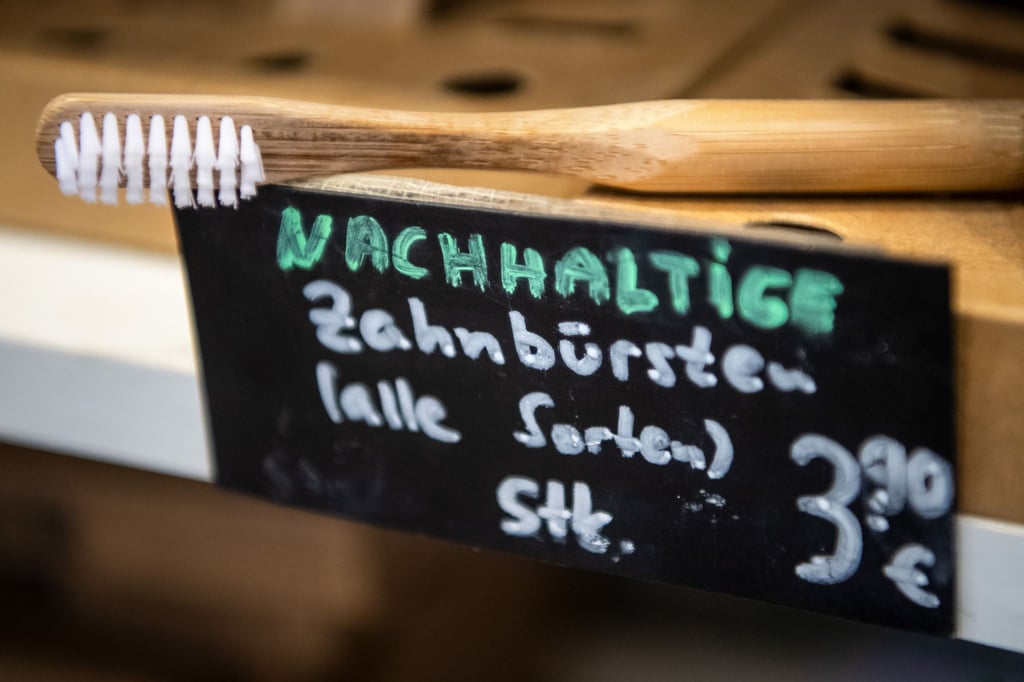 NACHHALTiGE
Zahnbürsten
(alle Sorten)
Stk. 3.90 €